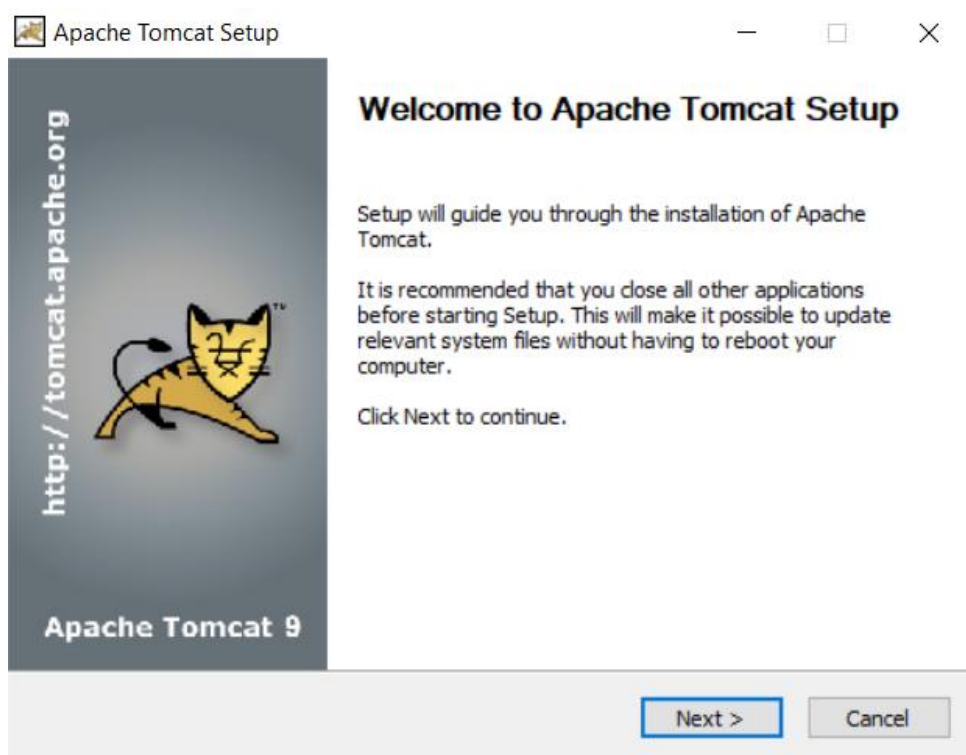 Apache Tomcat Setup
http://tomcat.apache.org
Apache Tomcat 9
Welcome to Apache Tomcat Setup
Setup will guide you through the installation of Apache
Tomcat.
It is recommended that you close all other applications
before starting Setup. This will make it possible to update
relevant system files without having to reboot your
computer.
Click Next to continue.
TM
Next >
Cancel